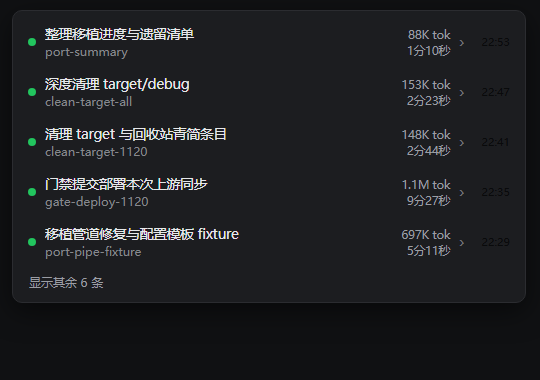 整理移植进度与遗留清单 88K tok › 22:53
port-summary 1分10秒
深度清理 target/debug 153K tok › 22:47
clean-target-all 2分23秒
清理 target 与回收站青简条目 148K tok › 22:41
clean-target-1120 2分44秒
门禁提交部署本次上游同步 1.1M tok › 22:35
gate-deploy-1120 9分27秒
移植管道修复与配置模板 fixture 697K tok › 22:29
port-pipe-fixture 5分11秒
显示其余 6 条